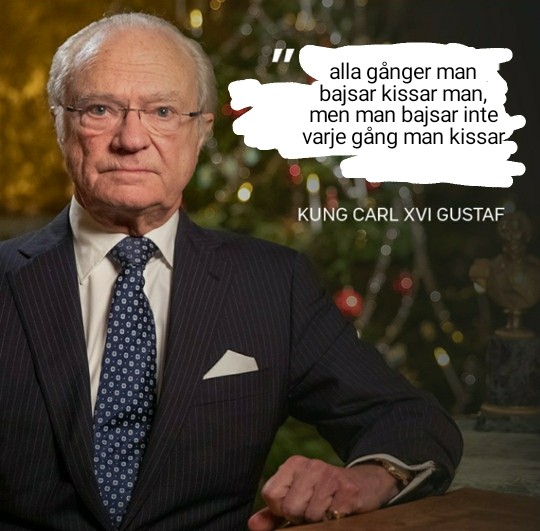 "
alla gånger man
bajsar kissar man,
men man bajsar inte
varje gång man kissar
KUNG CARL XVI GUSTAF